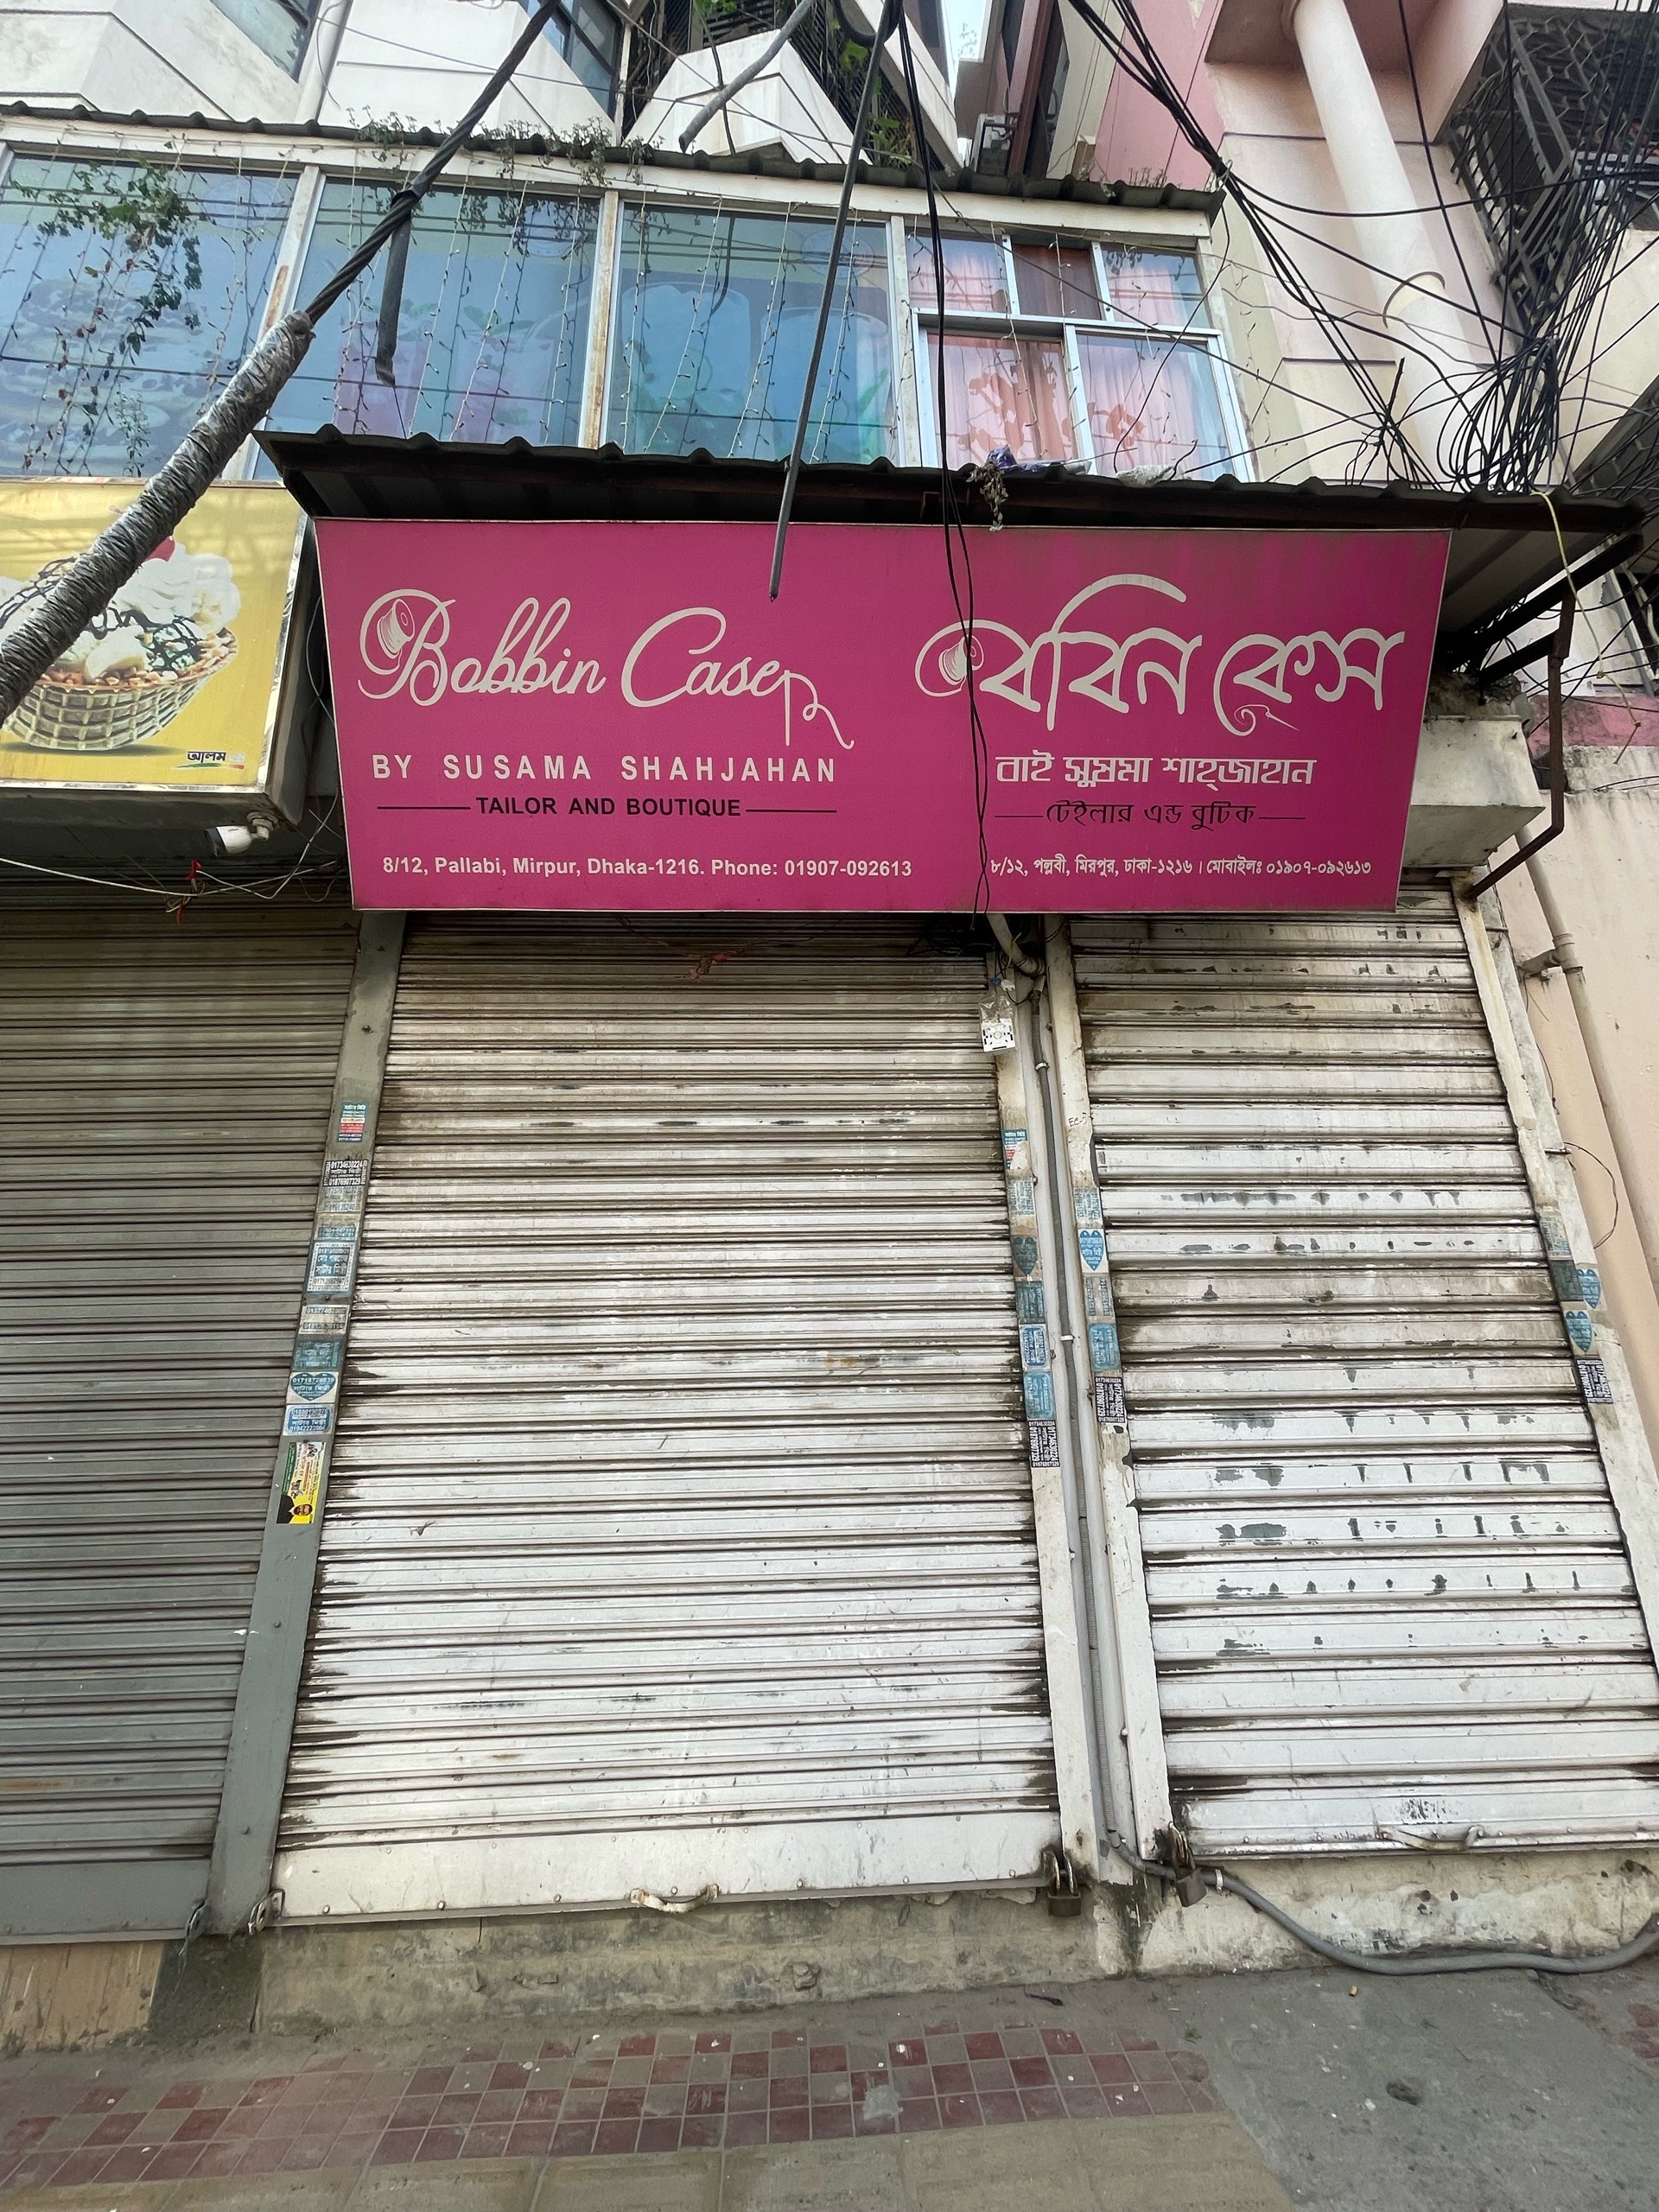 Bobbin Case
BY SUSAMA SHAHJAHAN
TAILOR AND BOUTIQUE
8/12, Pallabi, Mirpur, Dhaka-1216. Phone: 01907-092613
ববিন কেস
বাই সুষমা শাহ্জাহান
টেইলার এন্ড বুটিক
৮/১২, পল্লবী, মিরপুর, ঢাকা-১২১৬। মোবাইলঃ ০১৯০৭-০৯২৬১৩
আলম